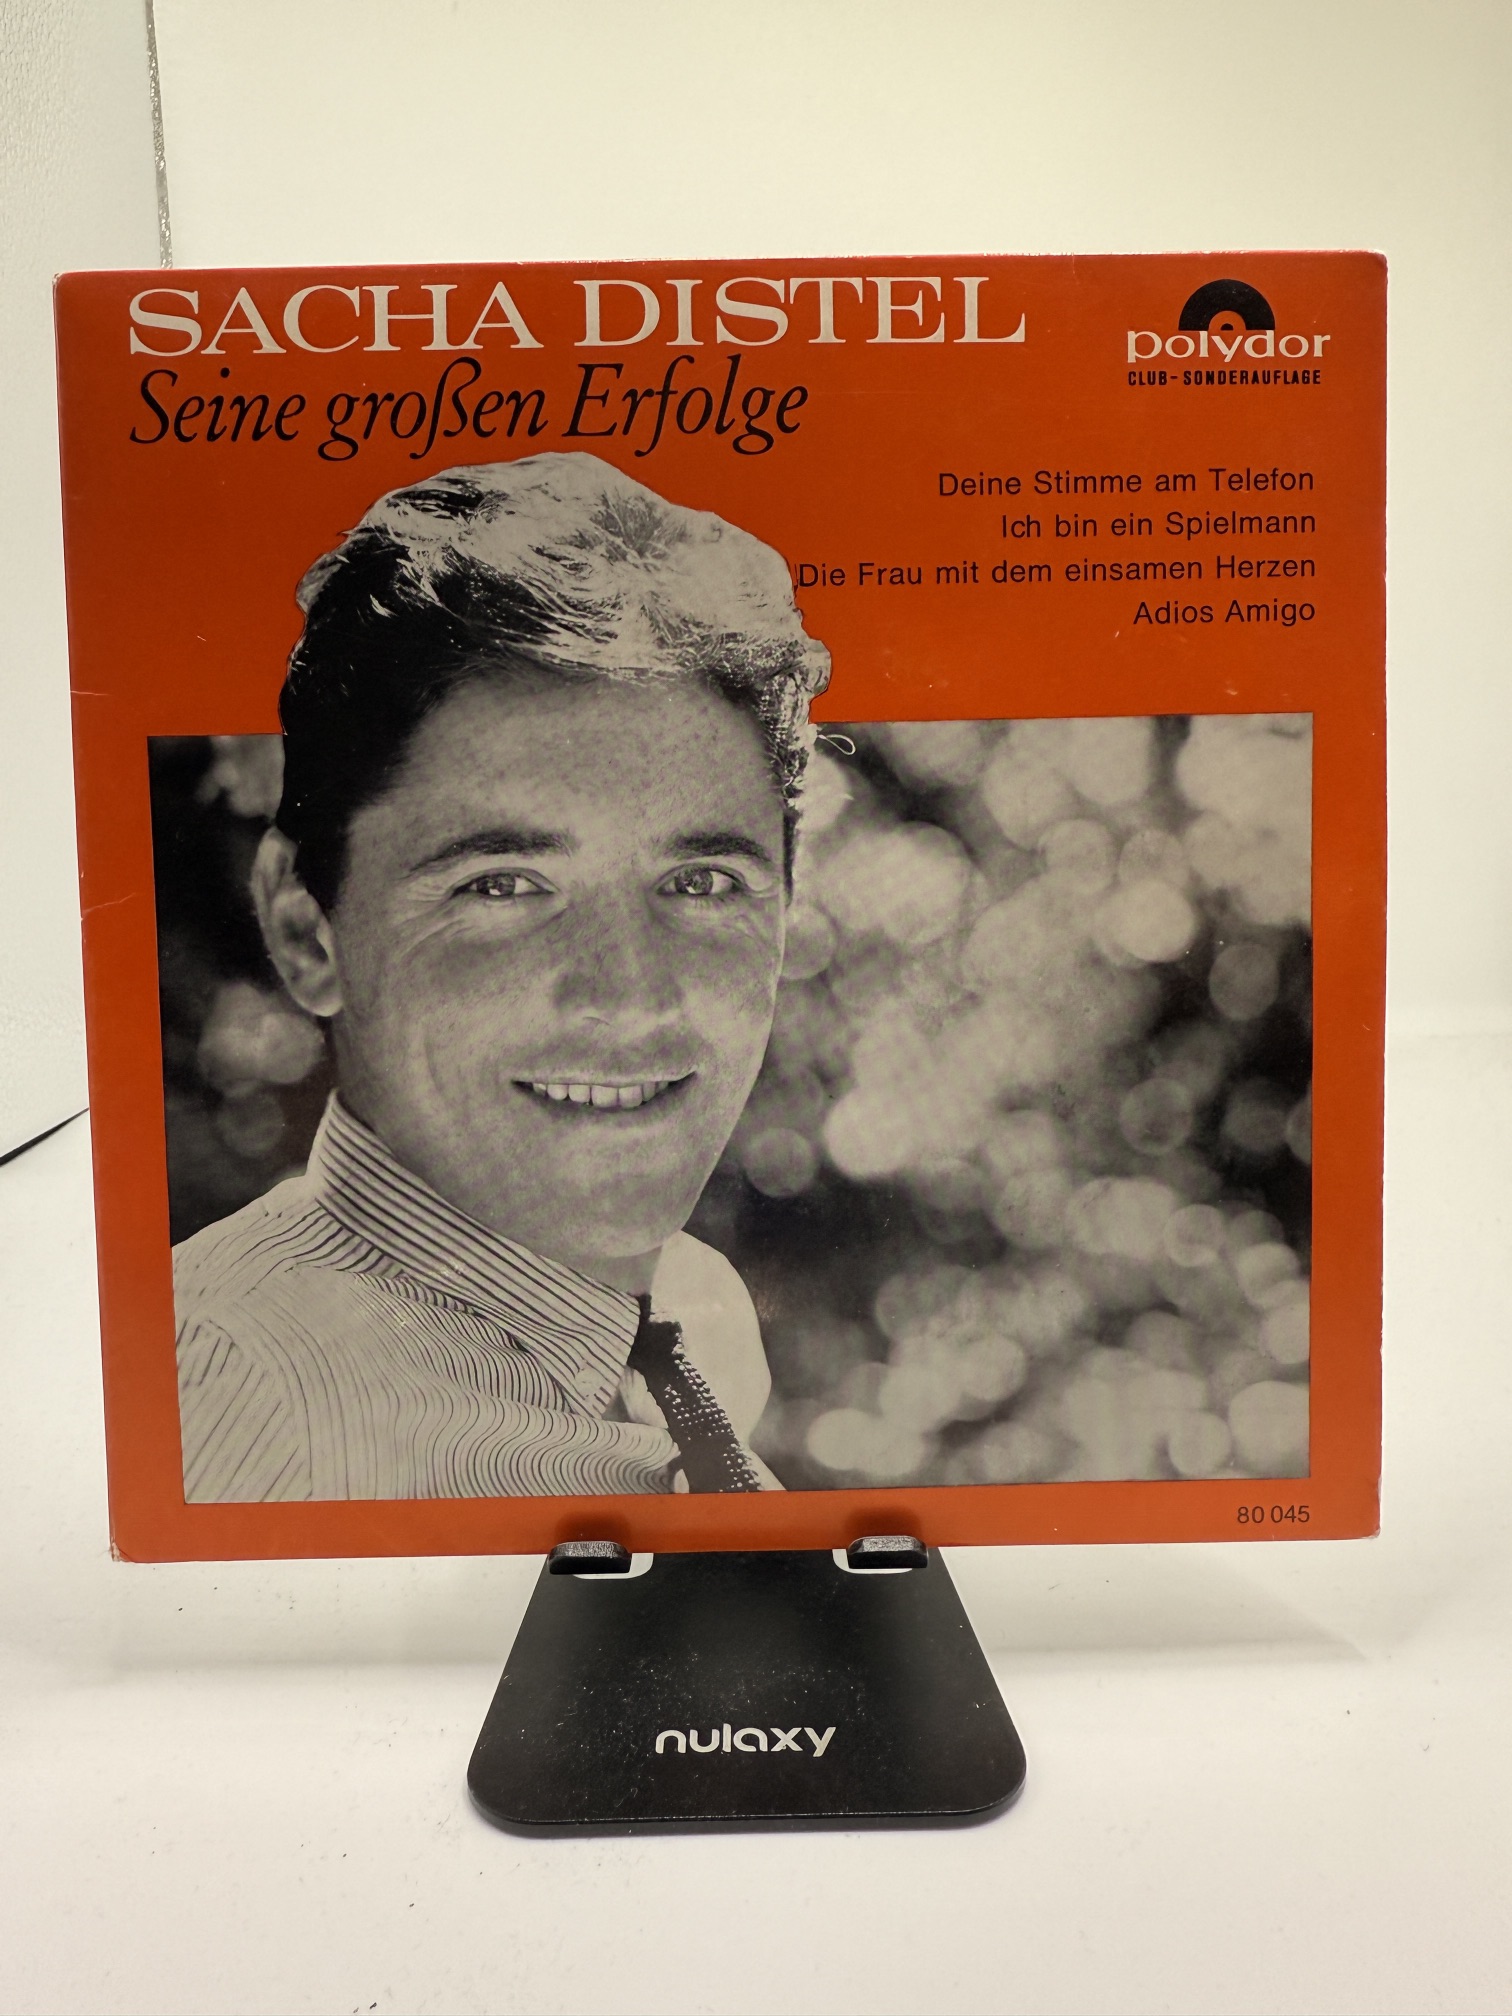 SACHA DISTEL
Seine großen Erfolge
polydor
CLUB-SONDERAUFLAGE
Deine Stimme am Telefon
Ich bin ein Spielmann
Die Frau mit dem einsamen Herzen
Adios Amigo
80 045
nulaxy